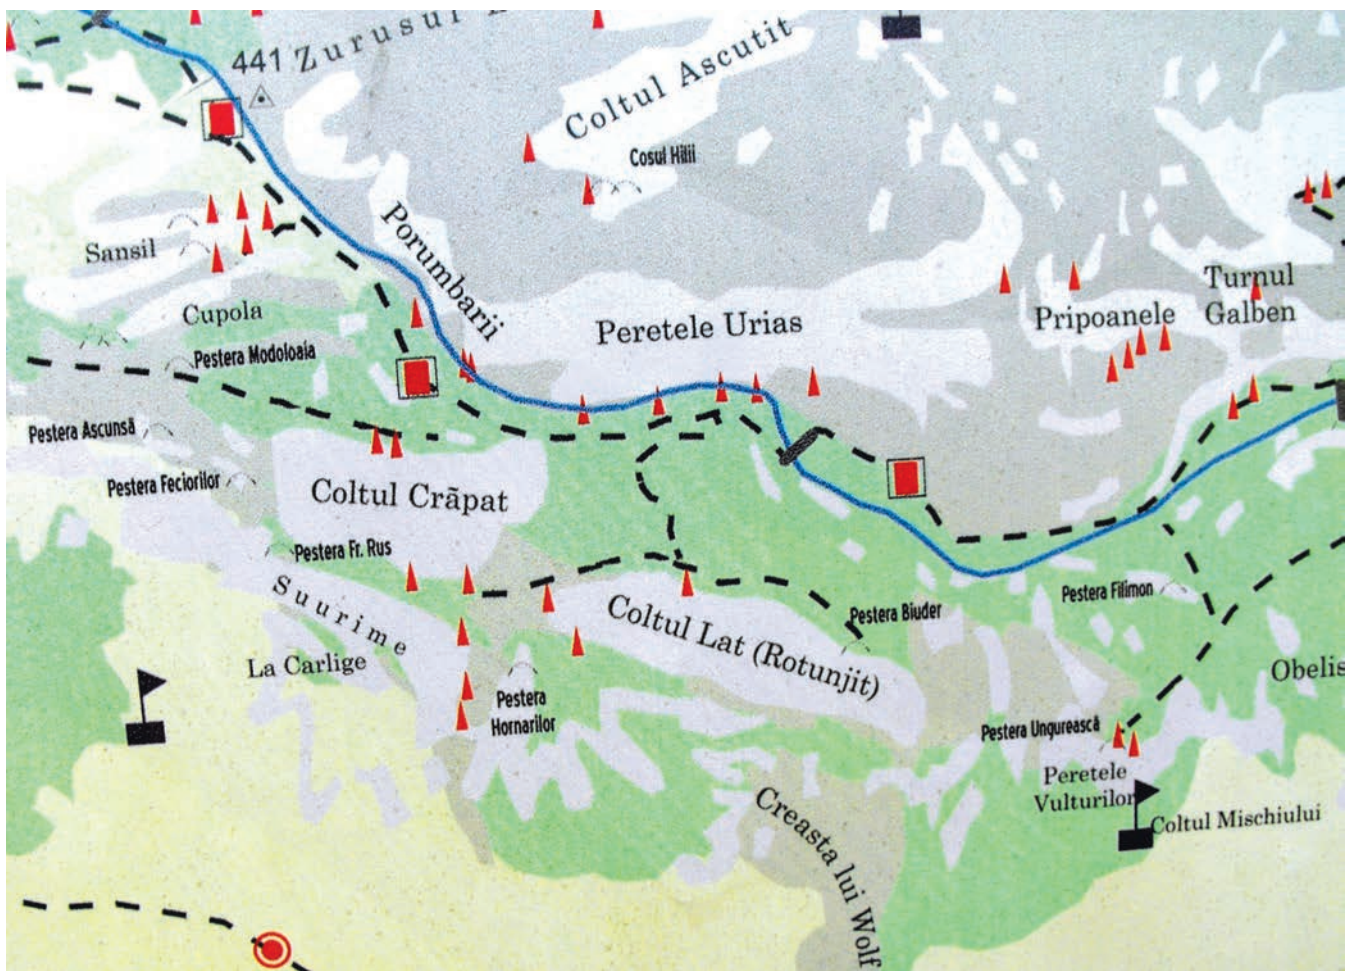 441
Zurusul
Coltul Ascutit
Cosul Hilii
Porumbarii
Sansil
Cupola
Peretele Urias
Turnul
Galben
Pripoanele
Pestera Modoloaia
Pestera Ascunsă
Pestera Feciorilor
Coltul Crãpat
Pestera Fr. Rus
Suurime
La Carlige
Coltul Lat (Rotunjit)
Pestera Biuder
Pestera Filimon
Obelis
Pestera
Hornarilor
Pestera Ungurească
Peretele
Vulturilor
Coltul Mischiului
Creasta lui Wolf